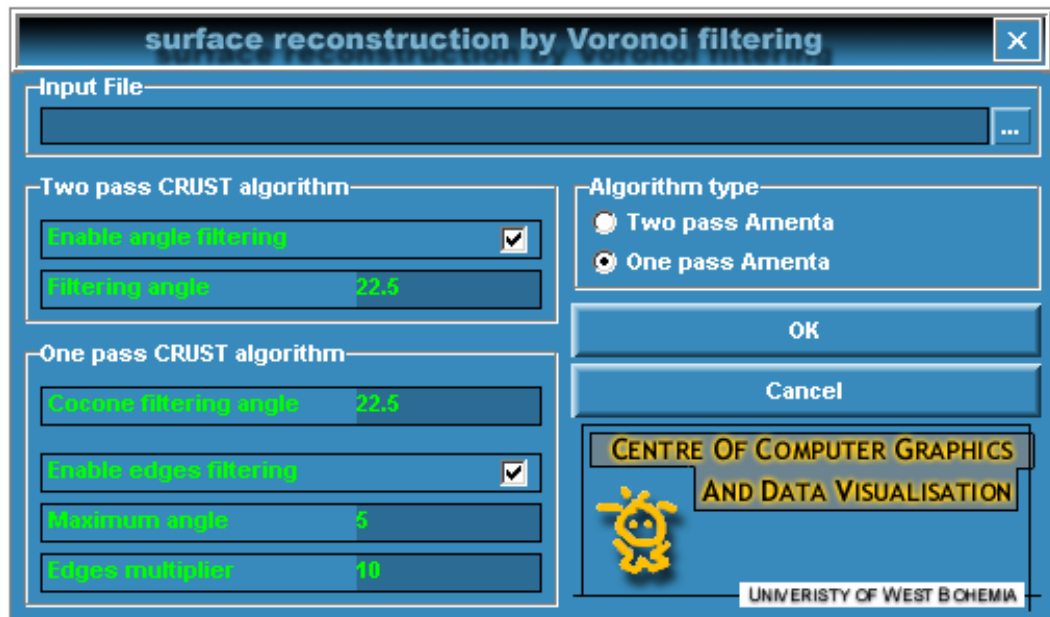 surface reconstruction by Voronoi filtering
Input File
...
Two pass CRUST algorithm
Enable angle filtering
Filtering angle 22.5
One pass CRUST algorithm
Cocone filtering angle 22.5
Enable edges filtering
Maximum angle 5
Edges multiplier 10
Algorithm type
Two pass Amenta
One pass Amenta
OK
Cancel
CENTRE OF COMPUTER GRAPHICS
AND DATA VISUALISATION
UNIVERISTY OF WEST BOHEMIA